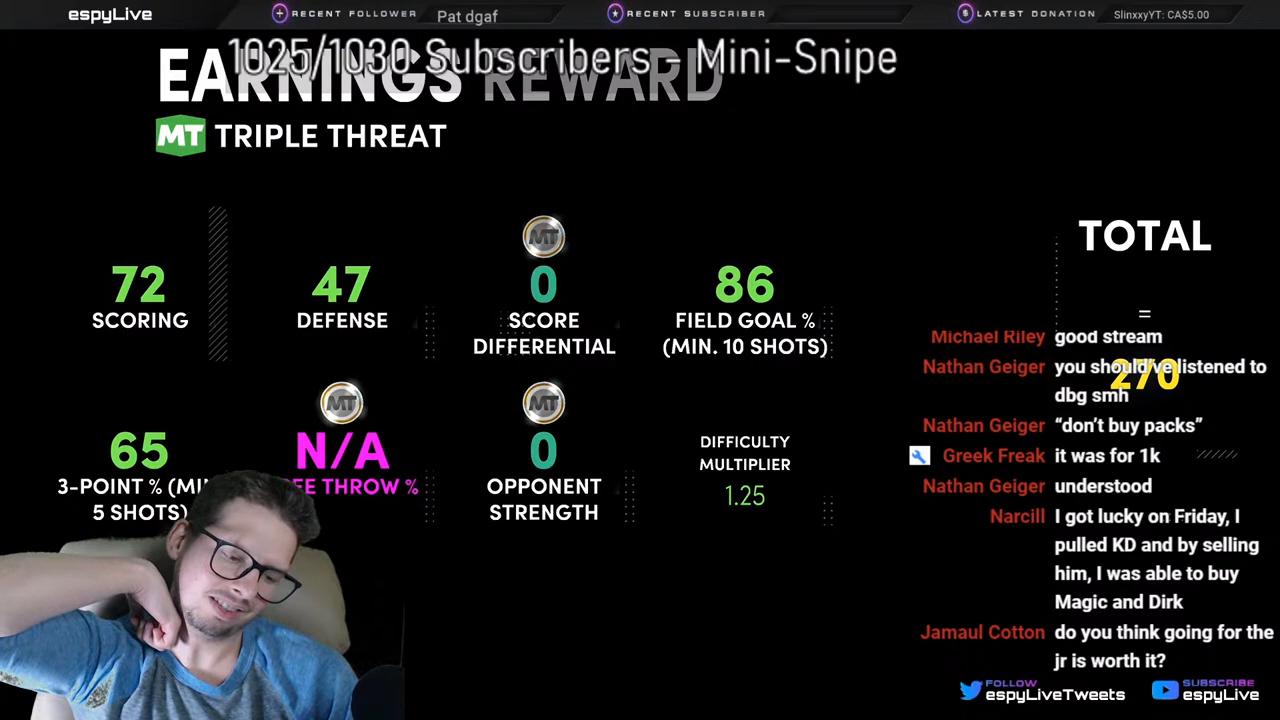 espyLive
RECENT FOLLOWER
Pat dgaf
RECENT SUBSCRIBER
LATEST DONATION
SlinxxyYT: CA$5.00
1025/1030 Subscribers - Mini-Snipe
EARNINGS REWARD
MT TRIPLE THREAT
MT
72
SCORING
47
DEFENSE
0
SCORE
DIFFERENTIAL
86
FIELD GOAL %
(MIN. 10 SHOTS)
TOTAL
=
270
MT
MT
65
3-POINT % (MIN
5 SHOTS)
N/A
FREE THROW %
0
OPPONENT
STRENGTH
DIFFICULTY
MULTIPLIER
1.25
Michael Riley good stream
Nathan Geiger you should've listened to
dbg smh
Nathan Geiger “don’t buy packs”
Greek Freak it was for 1k
Nathan Geiger understood
Narcill I got lucky on Friday, I
pulled KD and by selling
him, I was able to buy
Magic and Dirk
Jamaul Cotton do you think going for the
jr is worth it?
FOLLOW
espyLiveTweets
SUBSCRIBE
espyLive